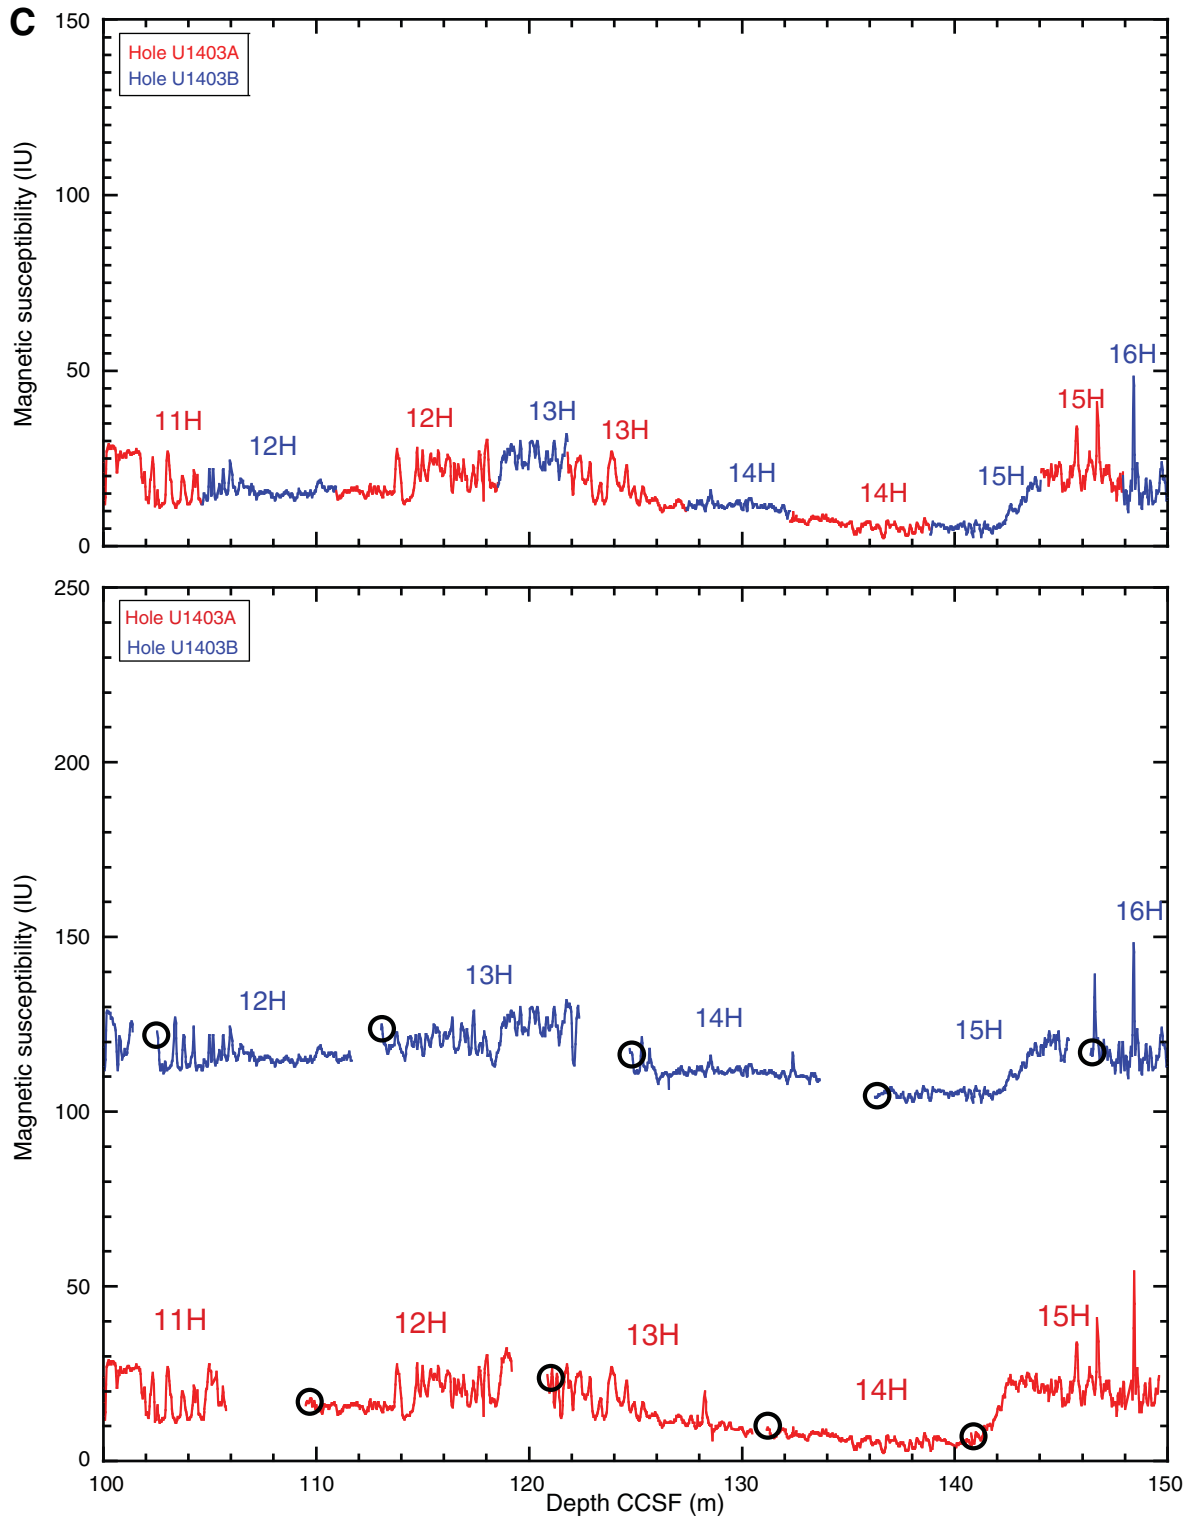 C
150
Hole U1403A
Hole U1403B
100
Magnetic susceptibility (IU)
50
0
11H
12H
12H
13H
13H
14H
14H
15H
15H
16H
250
Hole U1403A
Hole U1403B
200
150
Magnetic susceptibility (IU)
100
50
0
12H
13H
14H
15H
16H
11H
12H
13H
14H
15H
100
110
120
130
140
150
Depth CCSF (m)